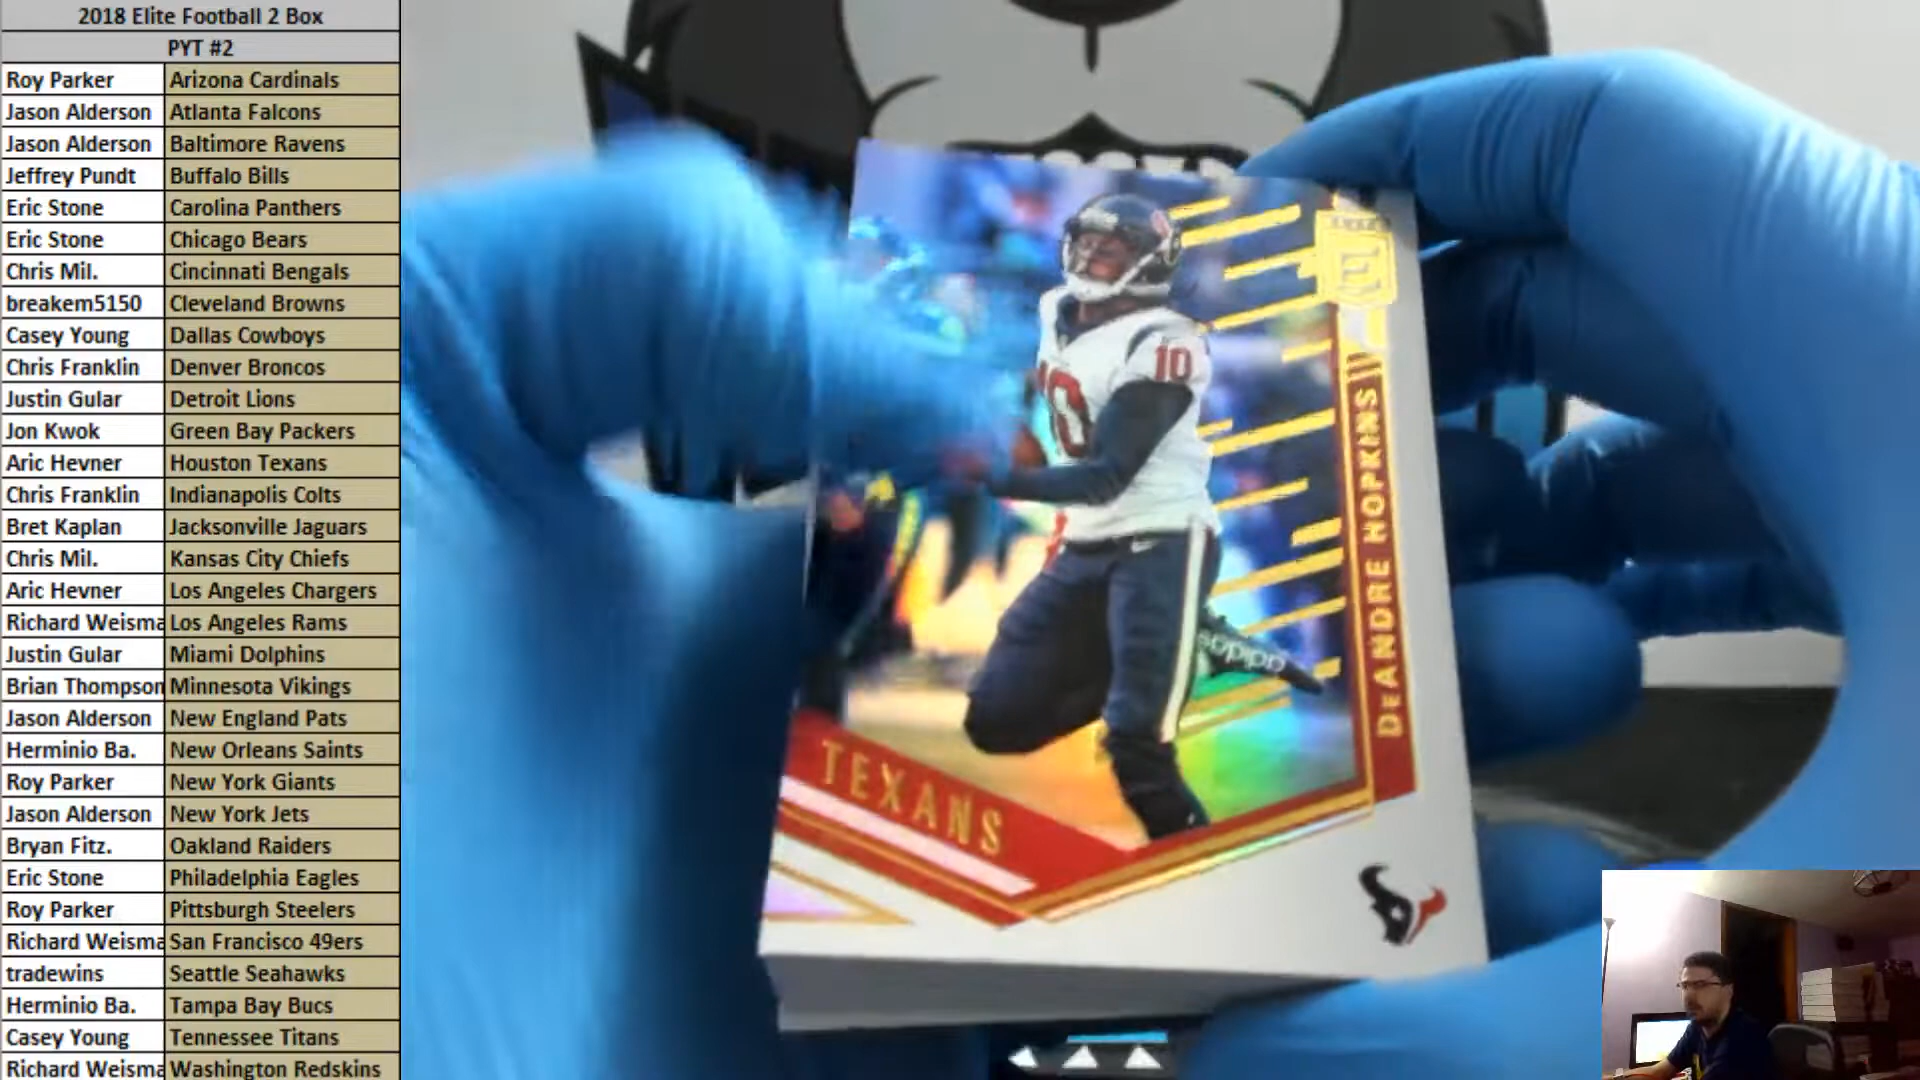 2018 Elite Football 2 Box
PYT #2
Roy Parker Arizona Cardinals
Jason Alderson Atlanta Falcons
Jason Alderson Baltimore Ravens
Jeffrey Pundt Buffalo Bills
Eric Stone Carolina Panthers
Eric Stone Chicago Bears
Chris Mil. Cincinnati Bengals
breakem5150 Cleveland Browns
Casey Young Dallas Cowboys
Chris Franklin Denver Broncos
Justin Gular Detroit Lions
Jon Kwok Green Bay Packers
Aric Hevner Houston Texans
Chris Franklin Indianapolis Colts
Bret Kaplan Jacksonville Jaguars
Chris Mil. Kansas City Chiefs
Aric Hevner Los Angeles Chargers
Richard Weisma Los Angeles Rams
Justin Gular Miami Dolphins
Brian Thompson Minnesota Vikings
Jason Alderson New England Pats
Herminio Ba. New Orleans Saints
Roy Parker New York Giants
Jason Alderson New York Jets
Bryan Fitz. Oakland Raiders
Eric Stone Philadelphia Eagles
Roy Parker Pittsburgh Steelers
Richard Weisma San Francisco 49ers
tradewins Seattle Seahawks
Herminio Ba. Tampa Bay Bucs
Casey Young Tennessee Titans
Richard Weisma Washington Redskins
10
10
DeANDRE HOPKINS
adidas
TEXANS